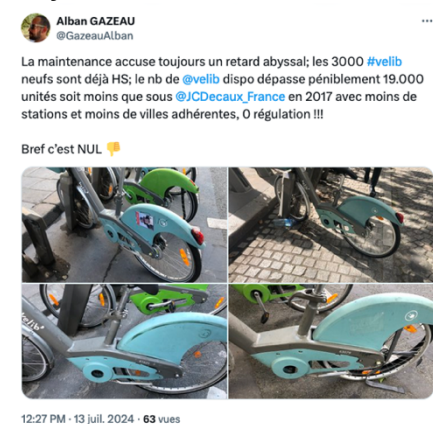 Alban GAZEAU
@GazeauAlban
La maintenance accuse toujours un retard abyssal; les 3000 #velib
neufs sont déjà HS; le nb de @velib dispo dépasse péniblement 19.000
unités soit moins que sous @JCDecaux_France en 2017 avec moins de
stations et moins de villes adhérentes, 0 régulation !!!
Bref c'est NUL 👎
12:27 PM · 13 juil. 2024 · 63 vues